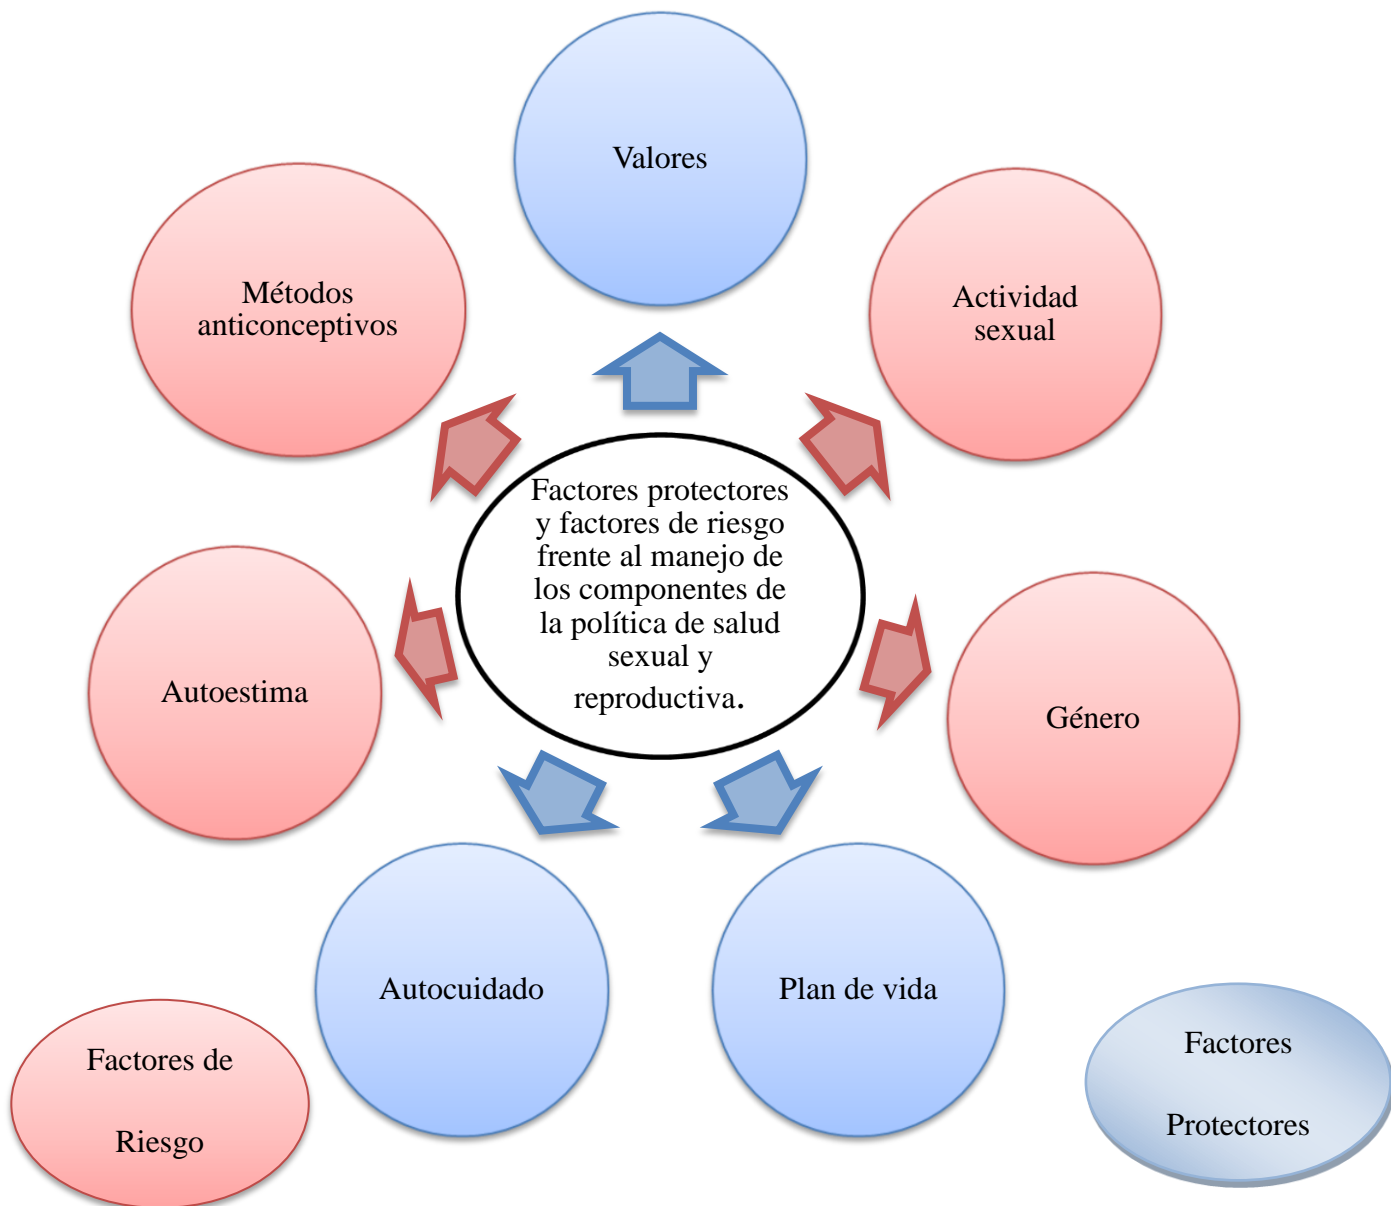 Valores
Métodos
anticonceptivos
Actividad
sexual
Factores protectores
y factores de riesgo
frente al manejo de
los componentes de
la política de salud
sexual y
reproductiva.
Autoestima
Género
Autocuidado
Plan de vida
Factores de
Riesgo
Factores
Protectores